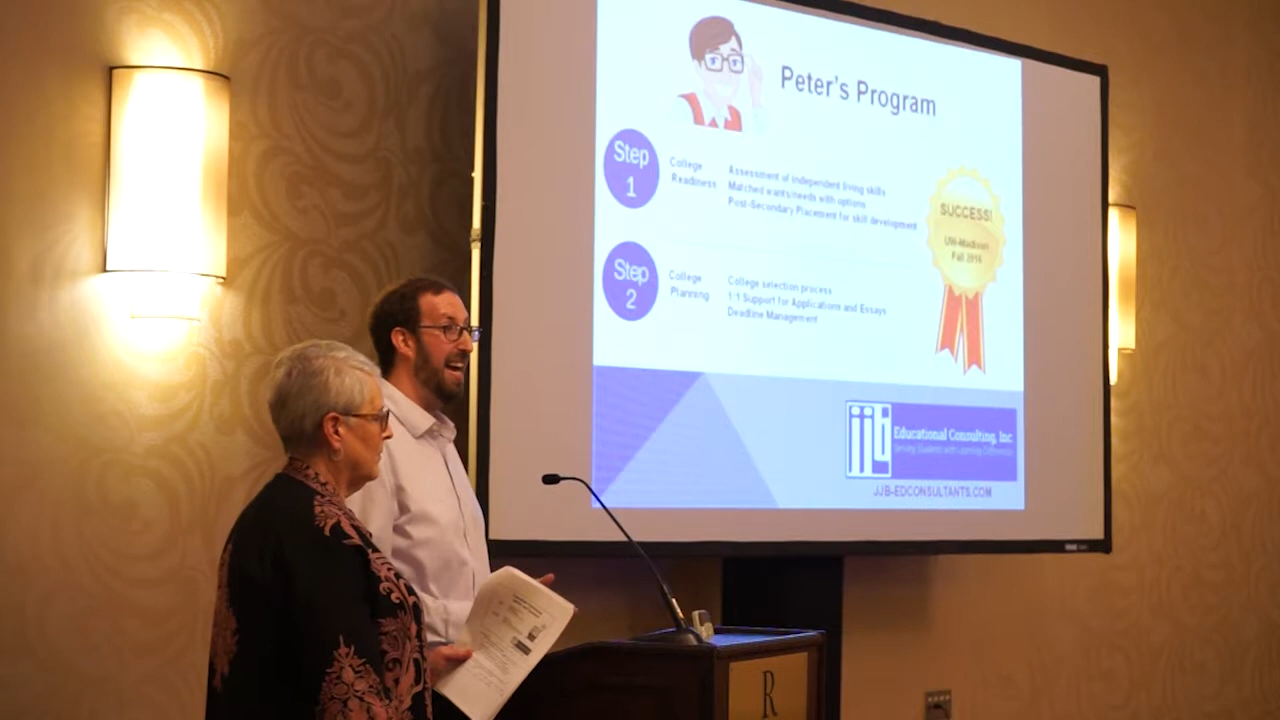 Peter's Program
Step
1
College
Readiness
Assessment of independent living skills
Matched wants/needs with options
Post-Secondary Placement for skill development
SUCCESS!
UW-Madison
Fall 2016
Step
2
College
Planning
College selection process
1:1 Support for Applications and Essays
Deadline Management
jjb
Educational Consulting, Inc
Serving Students with Learning Differences
JJB-EDCONSULTANTS.COM
R